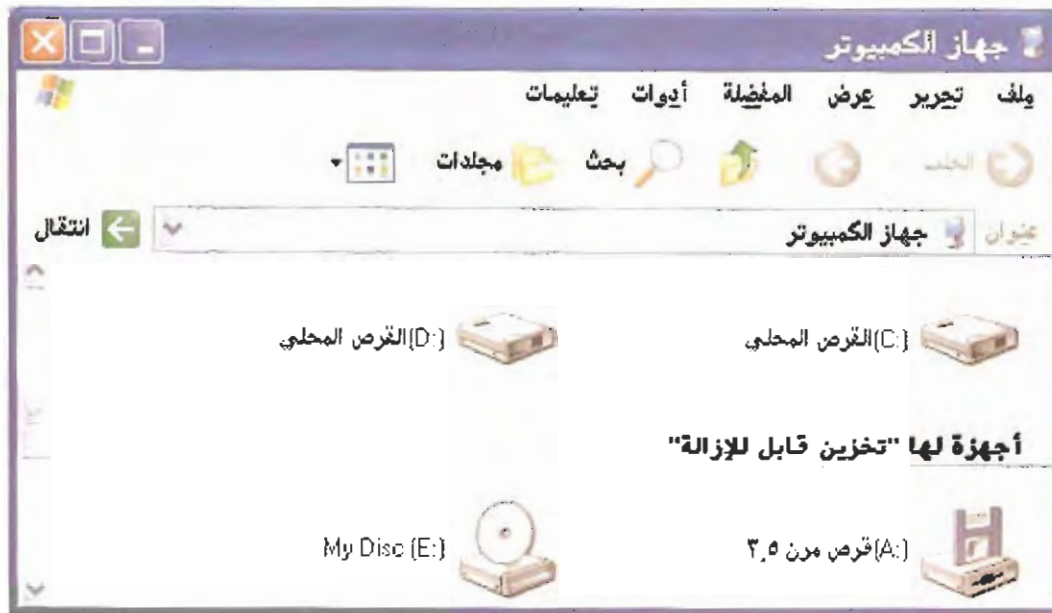 جهاز الكمبيوتر
ملف تحرير عرض المفضلة أدوات تعليمات
الخلف بحث مجلدات
عنوان جهاز الكمبيوتر انتقال
(C:)القرص المحلي (D:)القرص المحلي
أجهزة لها "تخزين قابل للإزالة"
(A:)قرص مرن ٣٫٥ My Disc (E:)